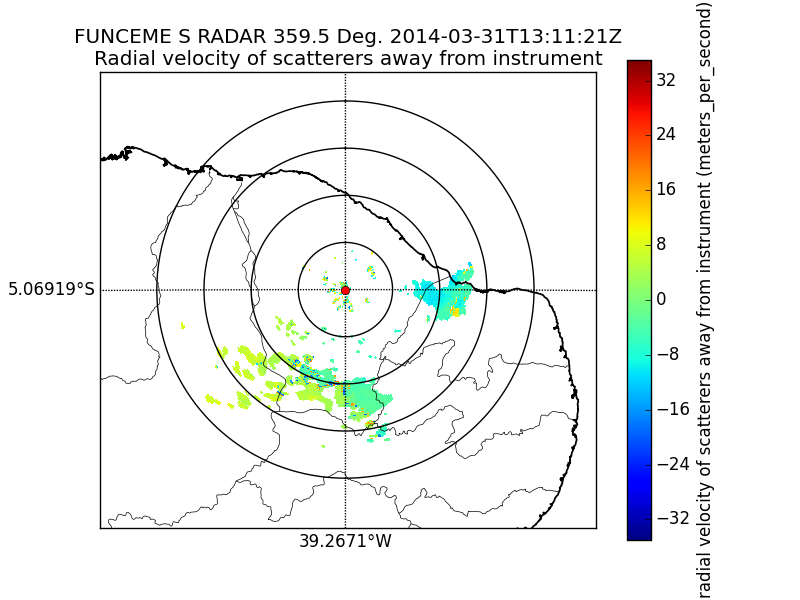 FUNCEME S RADAR 359.5 Deg. 2014-03-31T13:11:21Z
Radial velocity of scatterers away from instrument
5.06919°S
39.2671°W
32
24
16
8
0
−8
−16
−24
−32
radial velocity of scatterers away from instrument (meters_per_second)